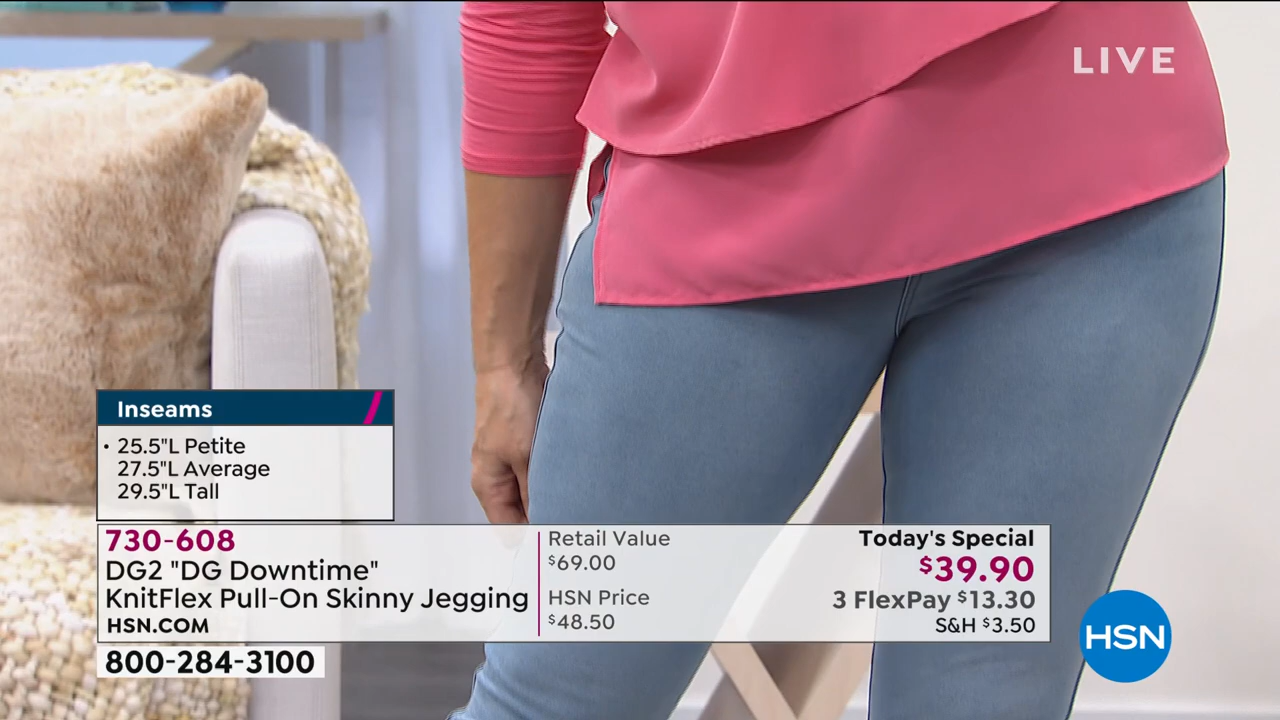 LIVE
Inseams
• 25.5"L Petite
27.5"L Average
29.5"L Tall
730-608
DG2 "DG Downtime"
KnitFlex Pull-On Skinny Jegging
HSN.COM
Retail Value
$69.00
HSN Price
$48.50
Today's Special
$39.90
3 FlexPay $13.30
S&H $3.50
800-284-3100
HSN